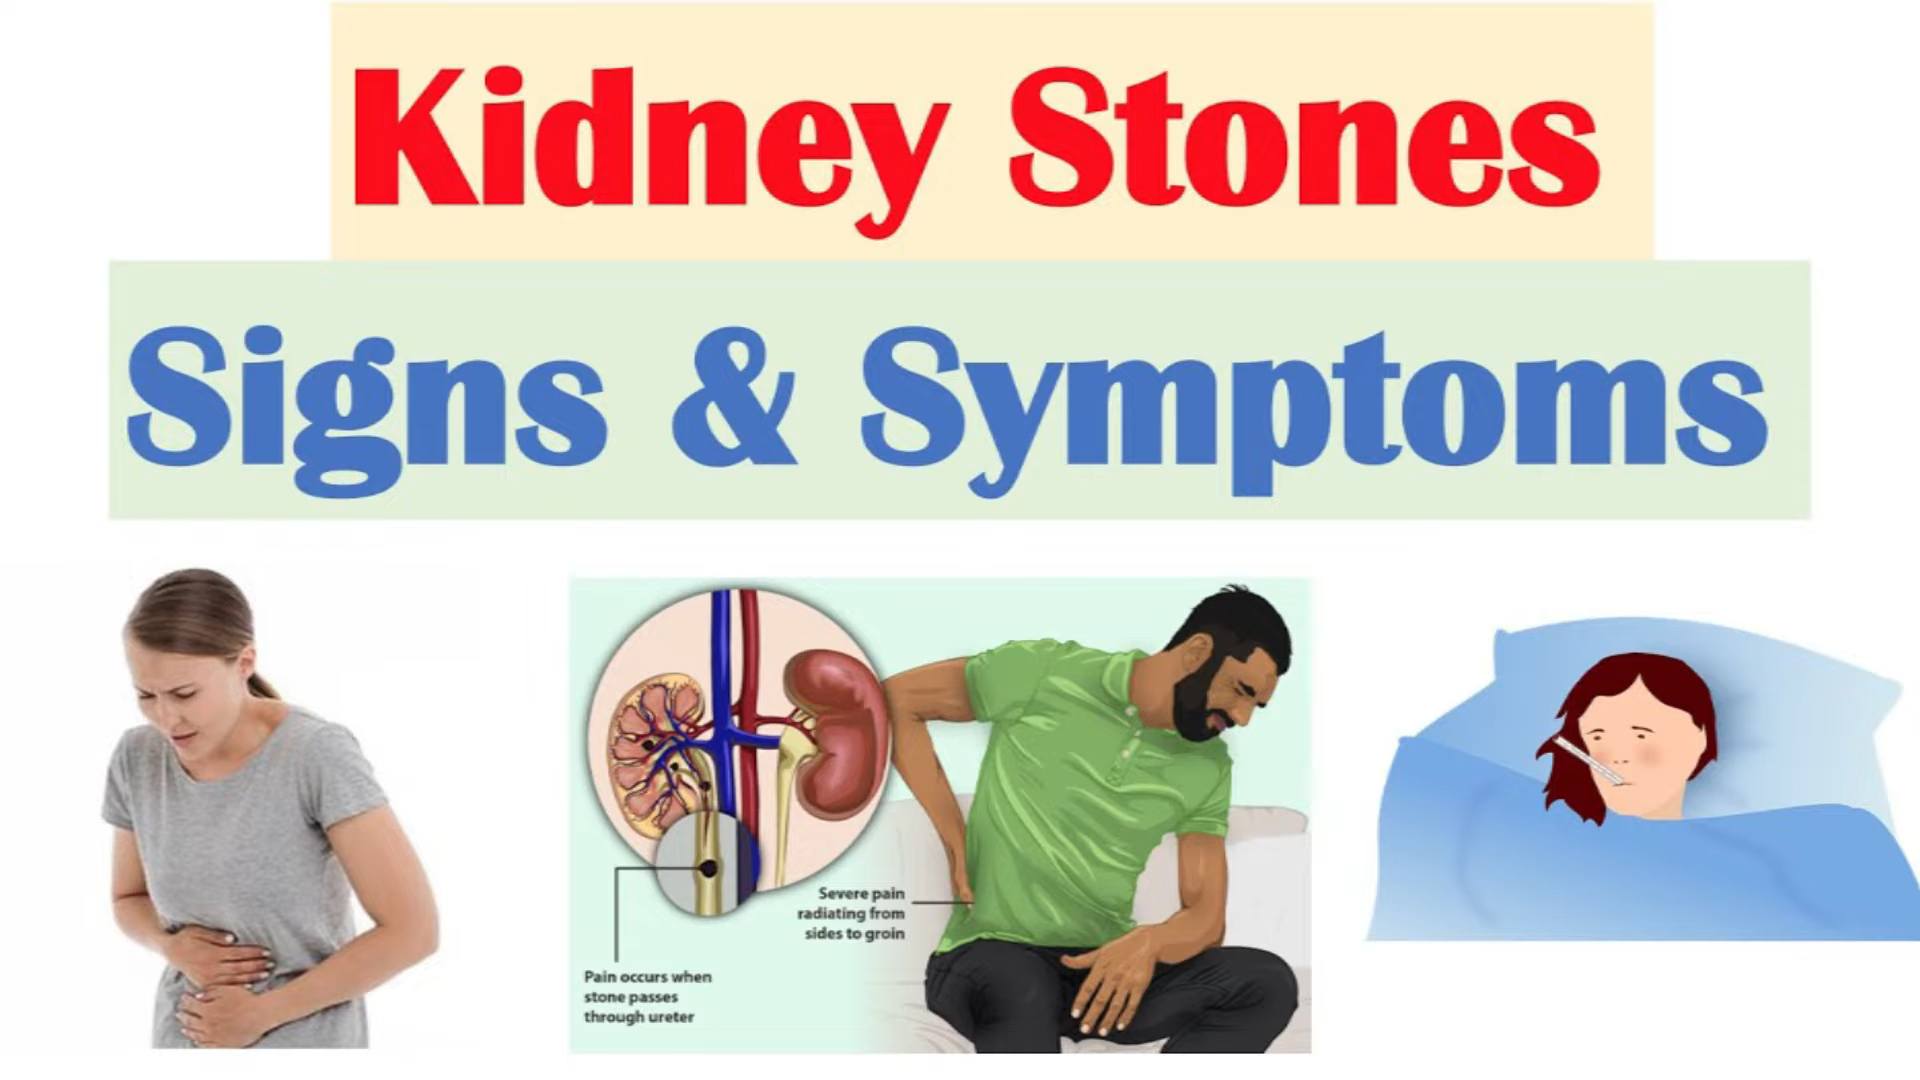 Kidney Stones
Signs & Symptoms
Severe pain
radiating from
sides to groin
Pain occurs when
stone passes
through ureter